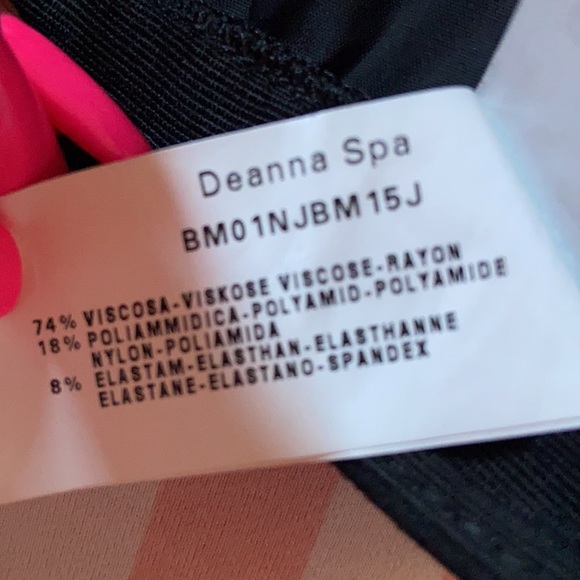 Deanna Spa
BM01NJBM15J
74% VISCOSA-VISKOSE VISCOSE-RAYON
18% POLIAMMIDICA-POLYAMID-POLYAMIDE
NYLON-POLIAMIDA
8% ELASTAM-ELASTHAN-ELASTHANNE
ELASTANE-ELASTANO-SPANDEX